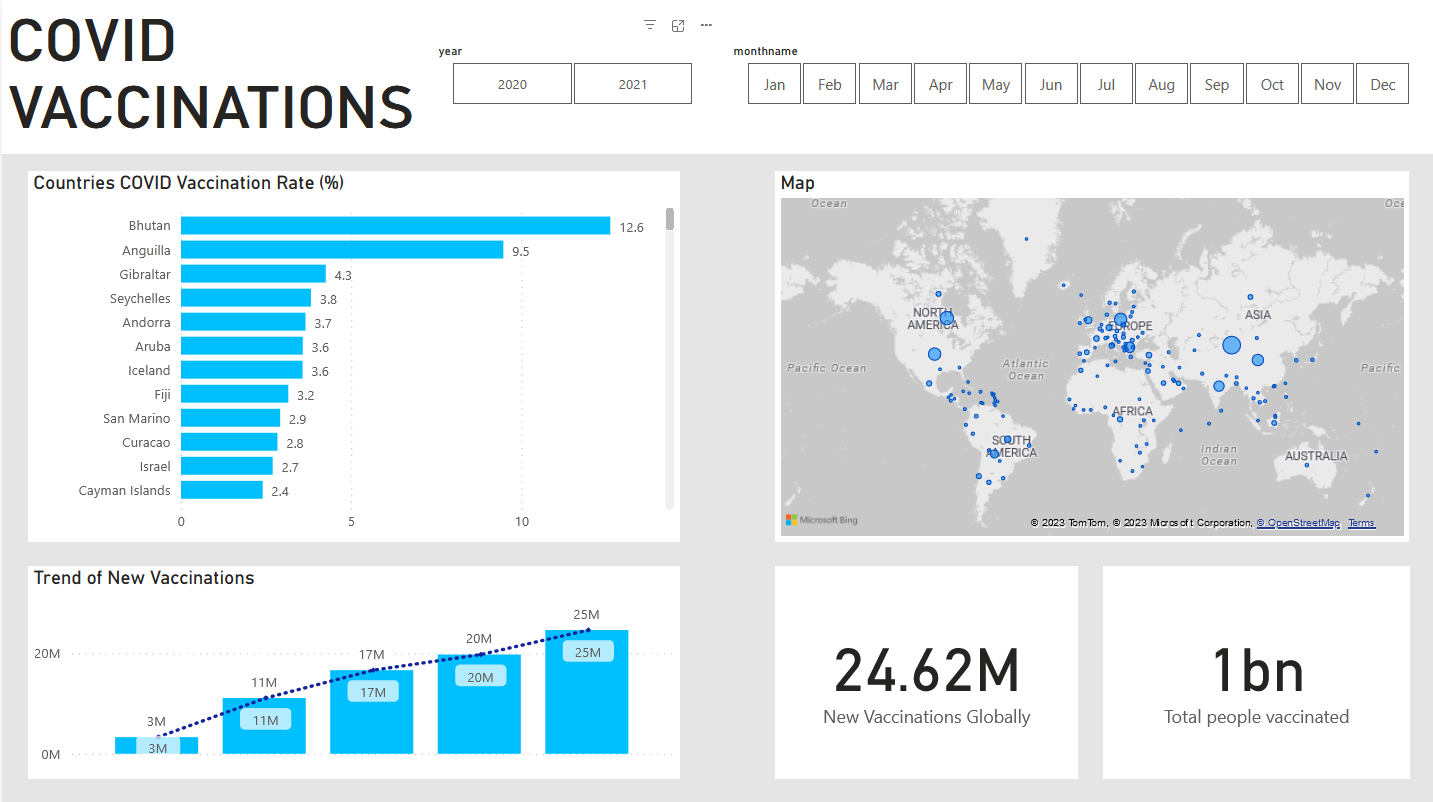 COVID
VACCINATIONS
year
2020 2021
monthname
Jan Feb Mar Apr May Jun Jul Aug Sep Oct Nov Dec
Countries COVID Vaccination Rate (%)
Bhutan 12.6
Anguilla 9.5
Gibraltar 4.3
Seychelles 3.8
Andorra 3.7
Aruba 3.6
Iceland 3.6
Fiji 3.2
San Marino 2.9
Curacao 2.8
Israel 2.7
Cayman Islands 2.4
0 5 10
Map
Ocean
Oce
NORTH
AMERICA
EUROPE
ASIA
Pacific Ocean
Atlantic
Ocean
Pacific
AFRICA
SOUTH
AMERICA
Indian
Ocean
AUSTRALIA
Microsoft Bing
© 2023 TomTom, © 2023 Microsoft Corporation, © OpenStreetMap Terms
Trend of New Vaccinations
20M
0M
3M
3M
11M
11M
17M
17M
20M
20M
25M
25M
24.62M
New Vaccinations Globally
1bn
Total people vaccinated